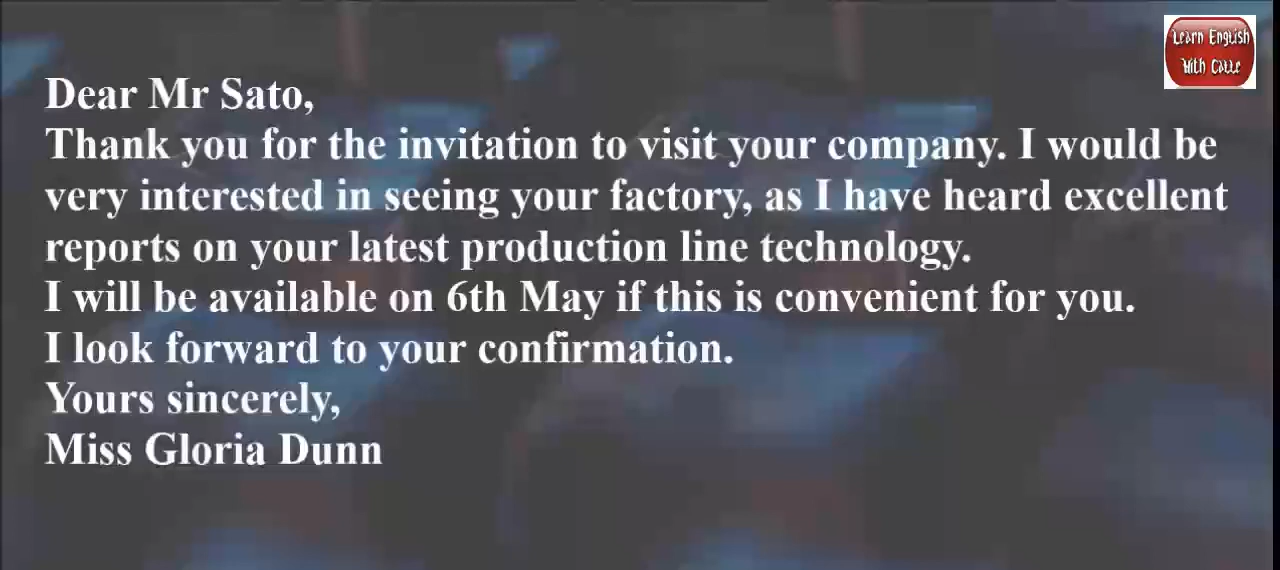 Learn English
With Cattc
Dear Mr Sato,
Thank you for the invitation to visit your company. I would be
very interested in seeing your factory, as I have heard excellent
reports on your latest production line technology.
I will be available on 6th May if this is convenient for you.
I look forward to your confirmation.
Yours sincerely,
Miss Gloria Dunn